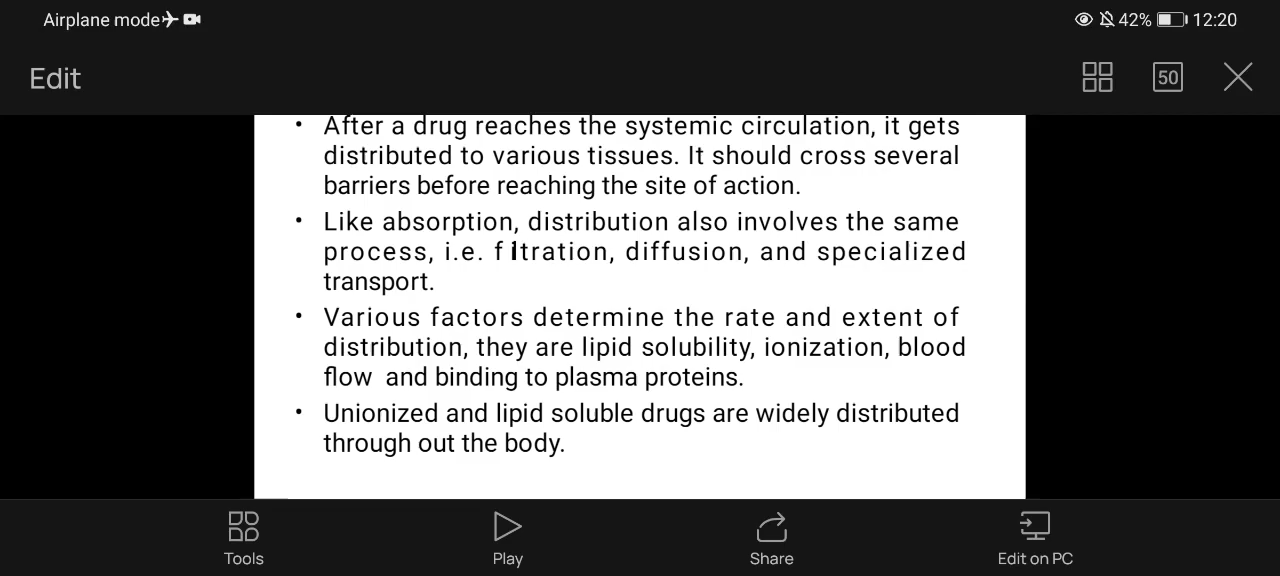 Airplane mode 42% 12:20
Edit 50
• After a drug reaches the systemic circulation, it gets
distributed to various tissues. It should cross several
barriers before reaching the site of action.
• Like absorption, distribution also involves the same
process, i.e. f ltration, diffusion, and specialized
transport.
• Various factors determine the rate and extent of
distribution, they are lipid solubility, ionization, blood
flow and binding to plasma proteins.
• Unionized and lipid soluble drugs are widely distributed
through out the body.
Tools Play Share Edit on PC